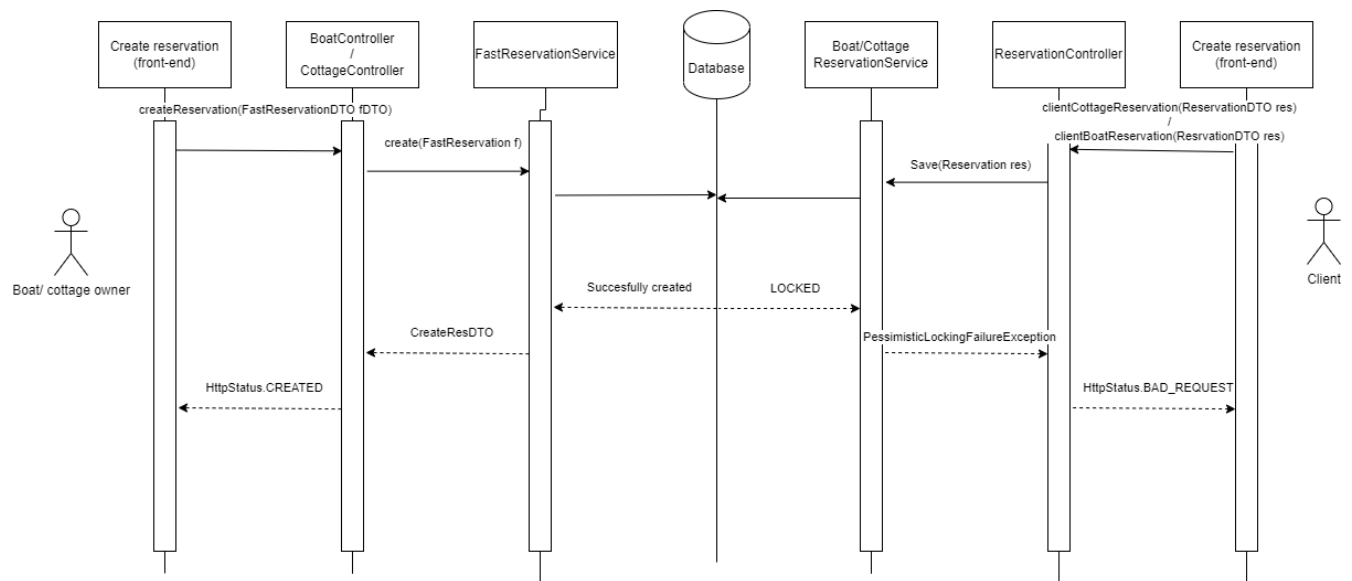 Create reservation
(front-end)
BoatController
/
CottageController
FastReservationService
Database
Boat/Cottage
ReservationService
ReservationController
Create reservation
(front-end)
createReservation(FastReservationDTO fDTO)
clientCottageReservation(ReservationDTO res)
/
clientBoatReservation(ResrvationDTO res)
create(FastReservation f)
Save(Reservation res)
Boat/ cottage owner
Client
Succesfully created
LOCKED
CreateResDTO
PessimisticLockingFailureException
HttpStatus.CREATED
HttpStatus.BAD_REQUEST